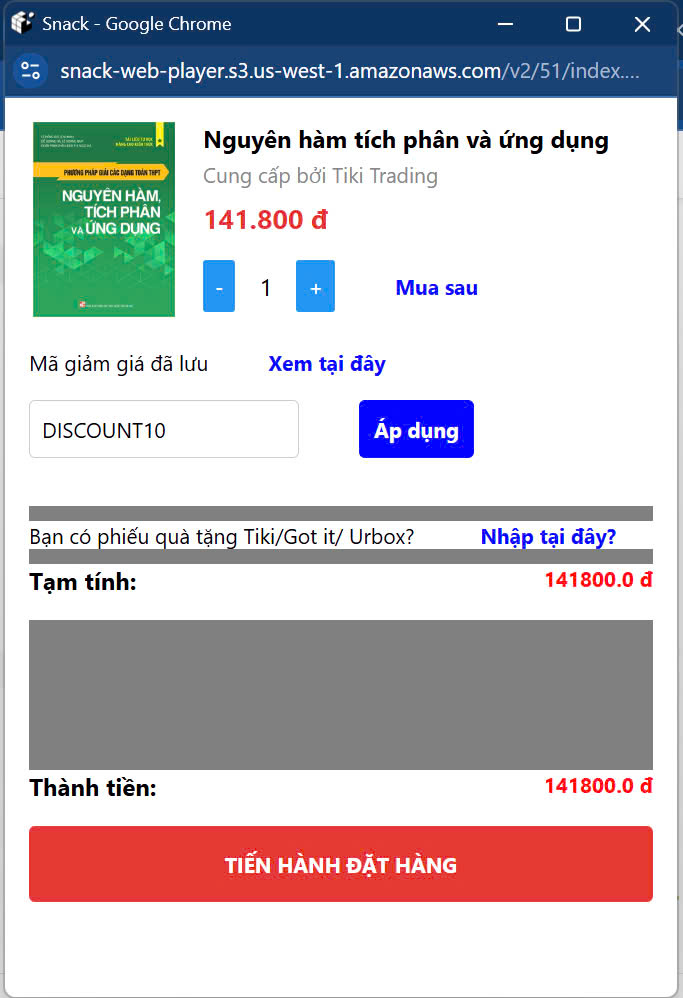 Snack - Google Chrome
snack-web-player.s3.us-west-1.amazonaws.com/v2/51/index....
TÀI LIỆU TỰ HỌC
NÂNG CAO KIẾN THỨC
PHƯƠNG PHÁP GIẢI CÁC DẠNG TOÁN THPT
NGUYÊN HÀM,
TÍCH PHÂN
VÀ ỨNG DỤNG
Nguyên hàm tích phân và ứng dụng
Cung cấp bởi Tiki Trading
141.800 đ
- 1 + Mua sau
Mã giảm giá đã lưu Xem tại đây
DISCOUNT10 Áp dụng
Bạn có phiếu quà tặng Tiki/Got it/ Urbox? Nhập tại đây?
Tạm tính: 141800.0 đ
Thành tiền: 141800.0 đ
TIẾN HÀNH ĐẶT HÀNG